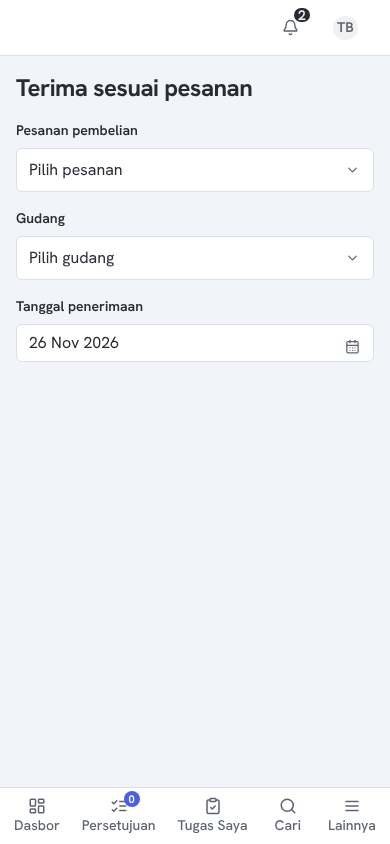 2
TB
Terima sesuai pesanan
Pesanan pembelian
Pilih pesanan
Gudang
Pilih gudang
Tanggal penerimaan
26 Nov 2026
0
Dasbor
Persetujuan
Tugas Saya
Cari
Lainnya